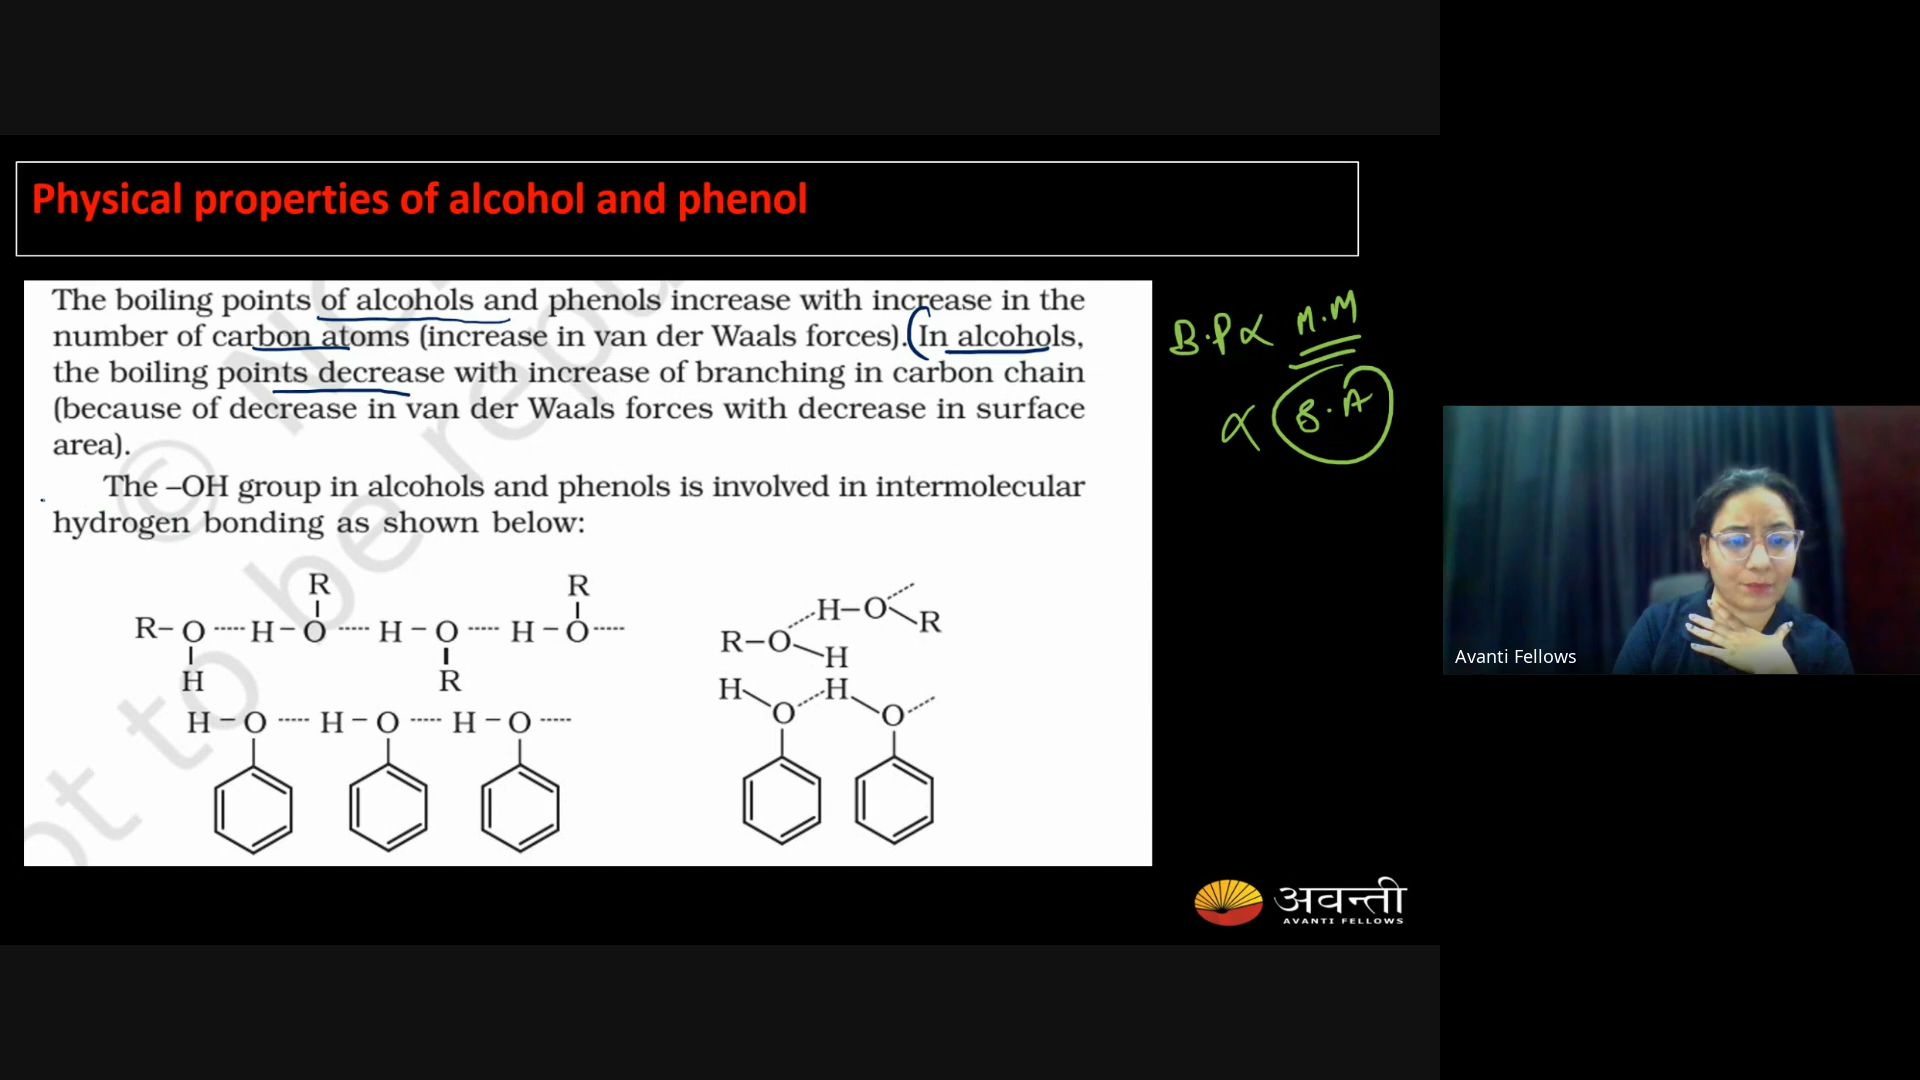 Physical properties of alcohol and phenol
The boiling points of alcohols and phenols increase with increase in the
number of carbon atoms (increase in van der Waals forces). In alcohols,
the boiling points decrease with increase of branching in carbon chain
(because of decrease in van der Waals forces with decrease in surface
area).
The –OH group in alcohols and phenols is involved in intermolecular
hydrogen bonding as shown below:
R
R
R– O ----- H – O ----- H – O ----- H – O -----
H
R
H – O ----- H – O ----- H – O -----
H–O
R
R–O
H
H
H
O
O
B.P ∝ M.M
∝ S.A
Avanti Fellows
अवन्ती
AVANTI FELLOWS